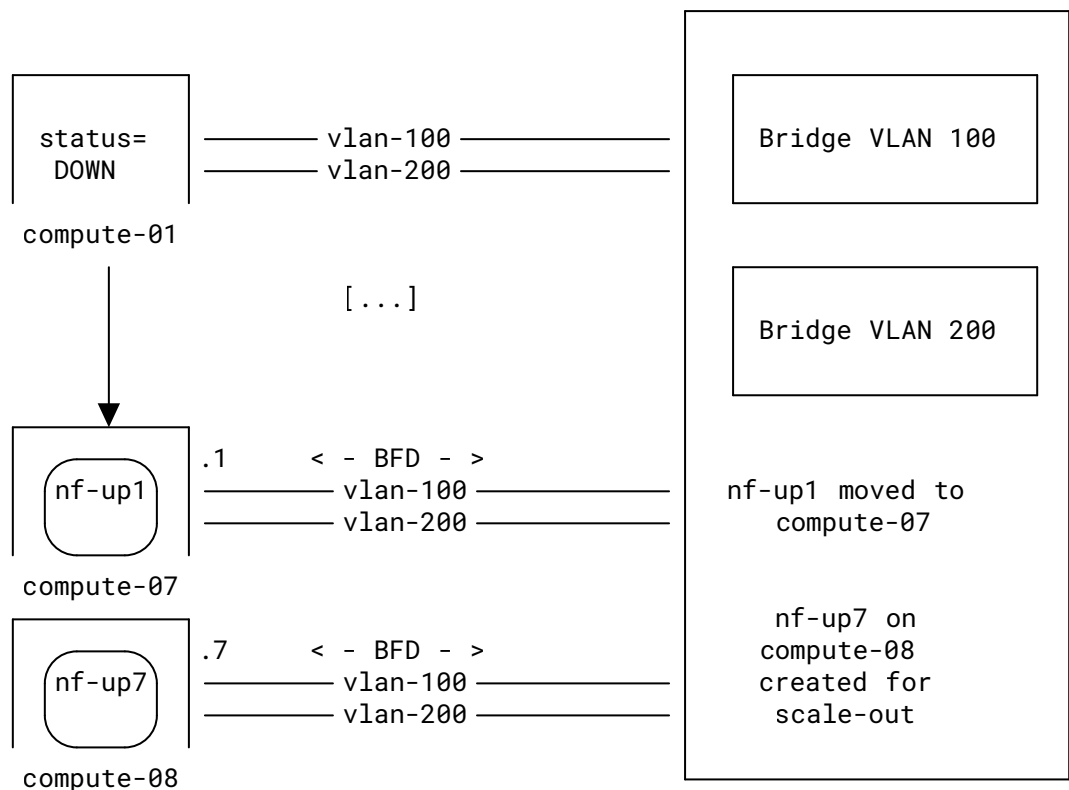 status=
DOWN
vlan-100
vlan-200
Bridge VLAN 100
compute-01
[...]
Bridge VLAN 200
.1 < - BFD - >
nf-up1
vlan-100
vlan-200
nf-up1 moved to
compute-07
compute-07
.7 < - BFD - >
nf-up7
vlan-100
vlan-200
nf-up7 on
compute-08
created for
scale-out
compute-08